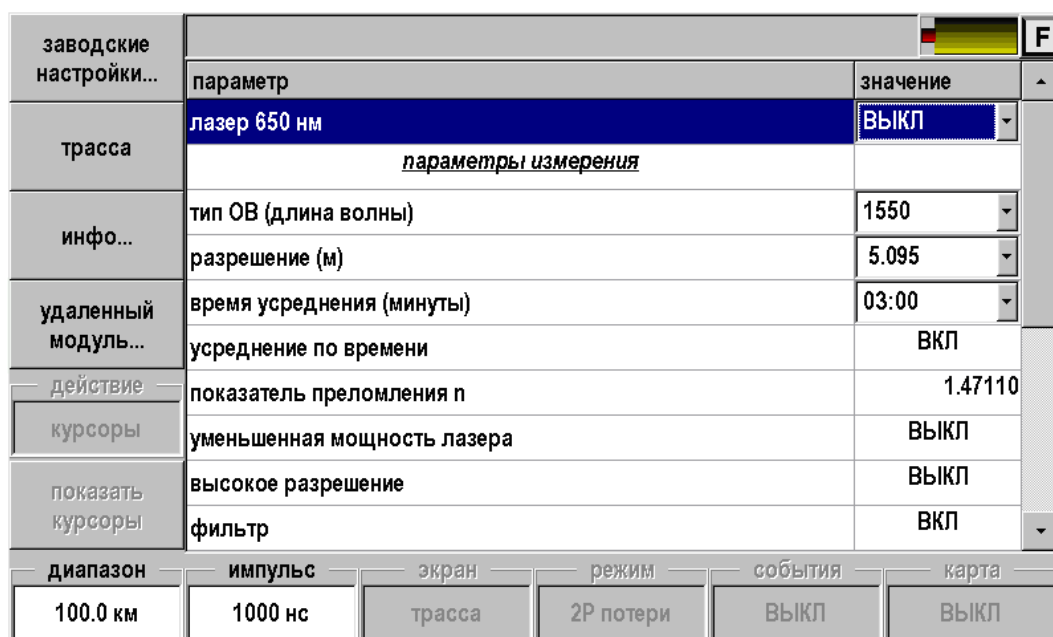 заводские
настройки...
F
параметр значение
лазер 650 нм ВЫКЛ
трасса
параметры измерения
тип ОВ (длина волны) 1550
инфо...
разрешение (м) 5.095
удаленный
модуль...
время усреднения (минуты) 03:00
усреднение по времени ВКЛ
действие
курсоры
показатель преломления n 1.47110
уменьшенная мощность лазера ВЫКЛ
показать
курсоры
высокое разрешение ВЫКЛ
фильтр ВКЛ
диапазон импульс экран режим события карта
100.0 км 1000 нс трасса 2Р потери ВЫКЛ ВЫКЛ